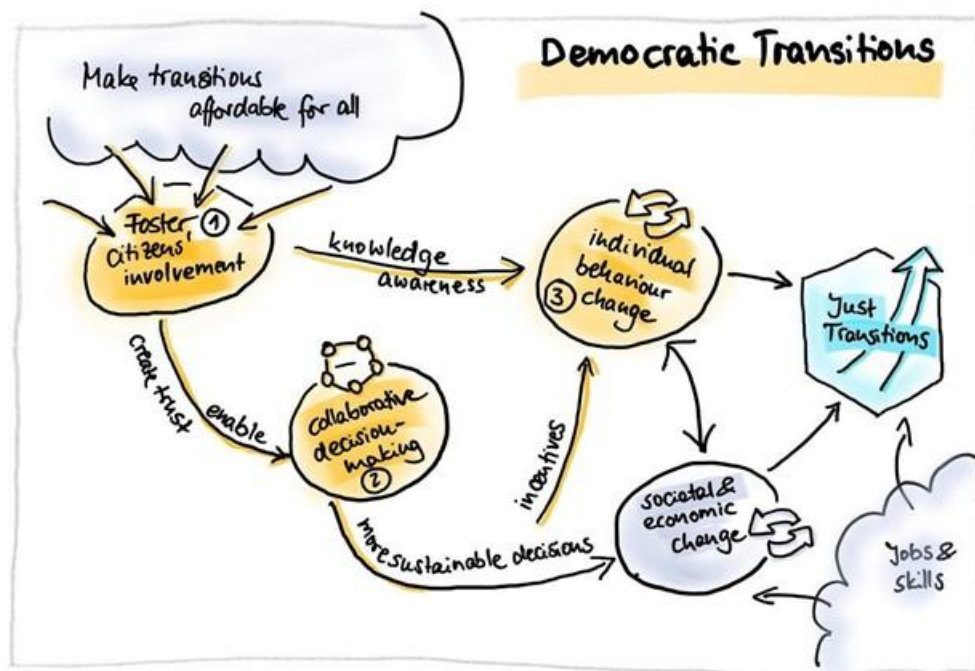 Democratic Transitions
Make transitions
affordable for all
Foster 1
citizens'
involvement
knowledge
awareness
individual
behaviour
3 change
Just
Transitions
create trust
enable
collaborative
decision-
making
2
incentives
more sustainable decisions
societal &
economic
change
Jobs &
skills